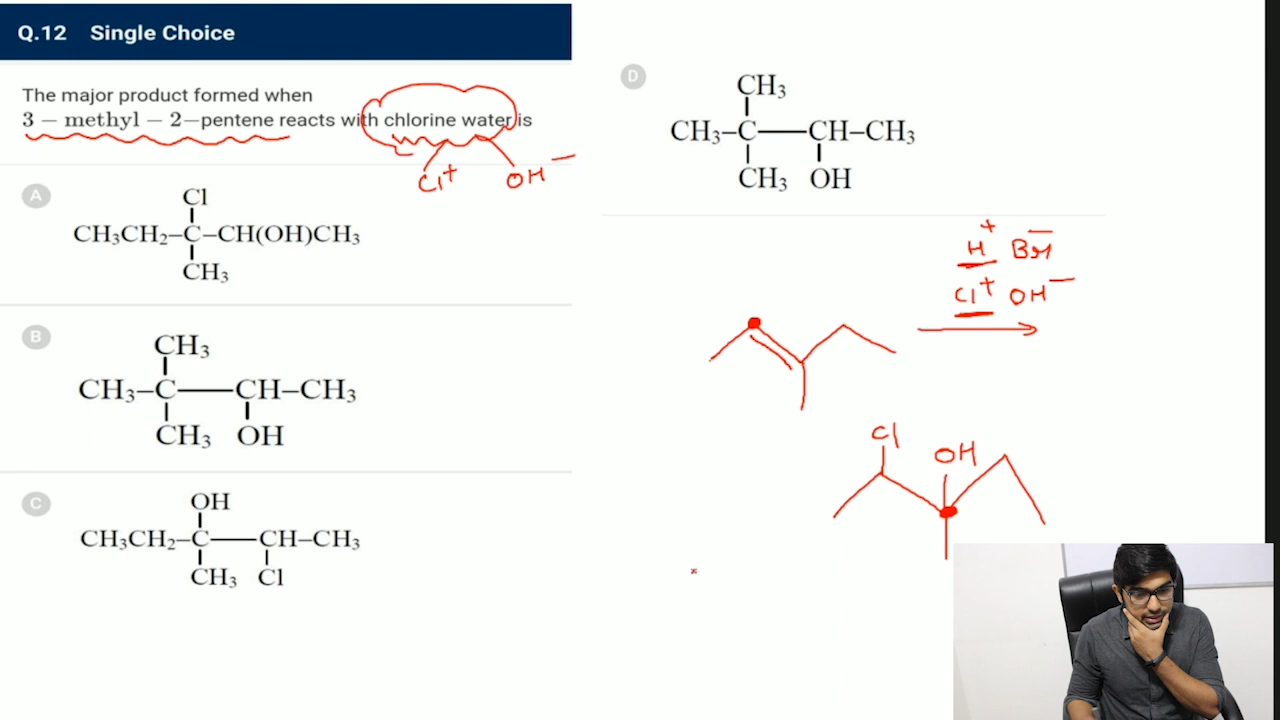 Q.12 Single Choice
The major product formed when
3 – methyl – 2–pentene reacts with chlorine water is
Cl+ OH–
A
Cl
CH3CH2–C–CH(OH)CH3
CH3
B
CH3
CH3–C—CH–CH3
CH3 OH
C
OH
CH3CH2–C—CH–CH3
CH3 Cl
D
CH3
CH3–C—CH–CH3
CH3 OH
H+ Br–
Cl+ OH–
Cl
OH